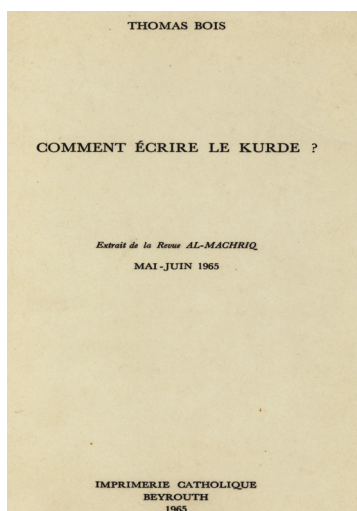 THOMAS BOIS
COMMENT ÉCRIRE LE KURDE ?
Extrait de la Revue AL-MACHRIQ
MAI-JUIN 1965
IMPRIMERIE CATHOLIQUE
BEYROUTH
1965